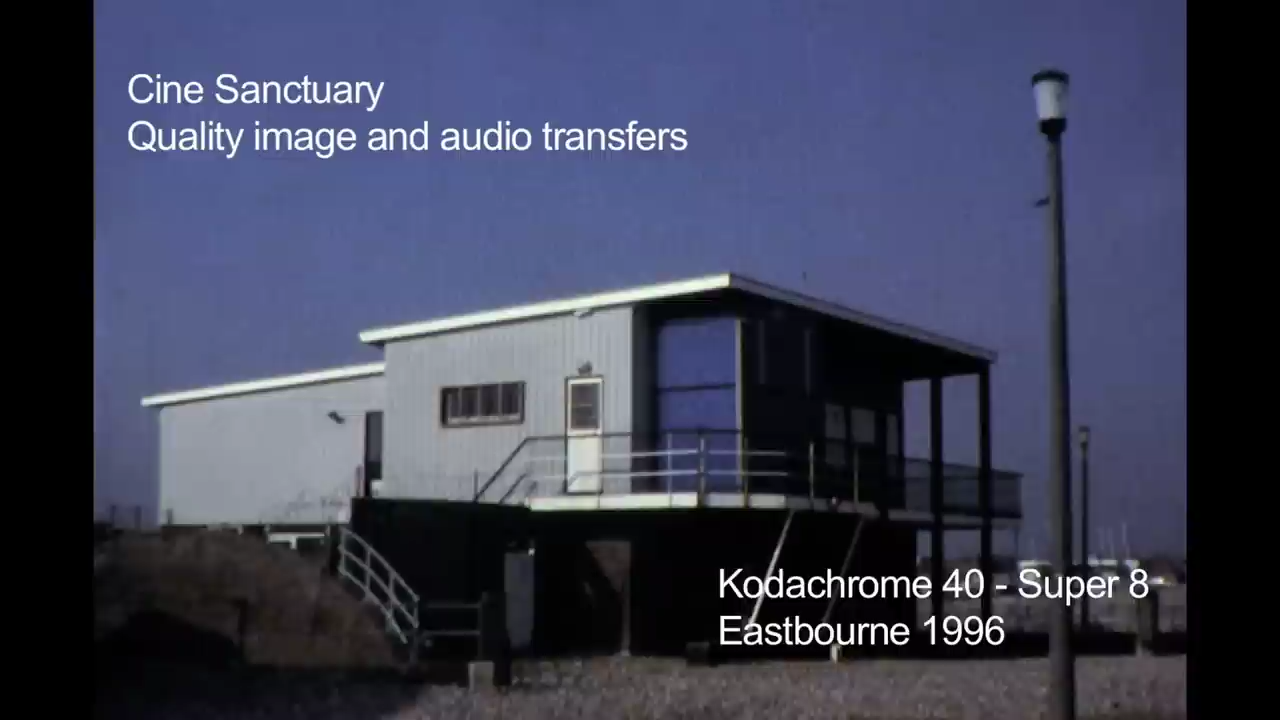 Cine Sanctuary
Quality image and audio transfers
Kodachrome 40 - Super 8
Eastbourne 1996